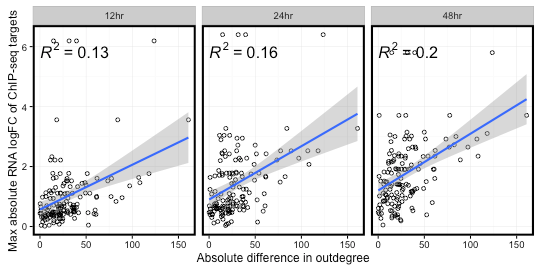 12hr 24hr 48hr
Max absolute RNA logFC of ChIP-seq targets
6
4
2
0
R² = 0.13 R² = 0.16 R² = 0.2
0 50 100 150 0 50 100 150 0 50 100 150
Absolute difference in outdegree